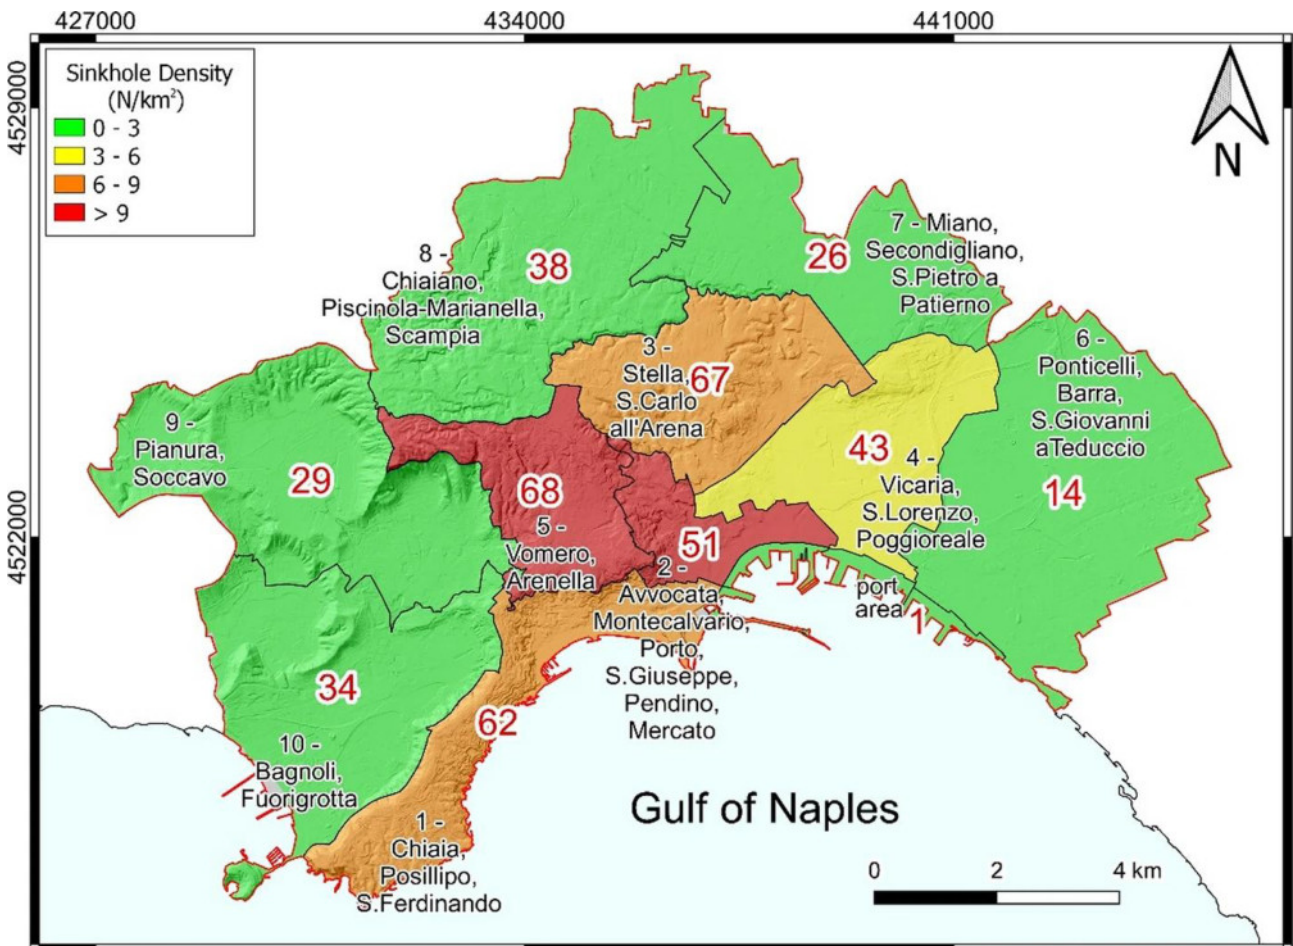 427000
434000
441000
4529000
4522000
Sinkhole Density
(N/km²)
0 - 3
3 - 6
6 - 9
> 9
N
8 -
Chiaiano,
Piscinola-Marianella,
Scampia
38
26
7 - Miano,
Secondigliano,
S.Pietro a
Patierno
3 -
Stella,
S.Carlo
all'Arena
67
6 -
Ponticelli,
Barra,
S.Giovanni
aTeduccio
14
9 -
Pianura,
Soccavo
29
68
5 -
Vomero,
Arenella
43
4 -
Vicaria,
S.Lorenzo,
Poggioreale
51
2 -
Avvocata,
Montecalvario,
Porto,
S.Giuseppe,
Pendino,
Mercato
port
area
1
34
10 -
Bagnoli,
Fuorigrotta
62
1 -
Chiaia,
Posillipo,
S.Ferdinando
Gulf of Naples
0 2 4 km